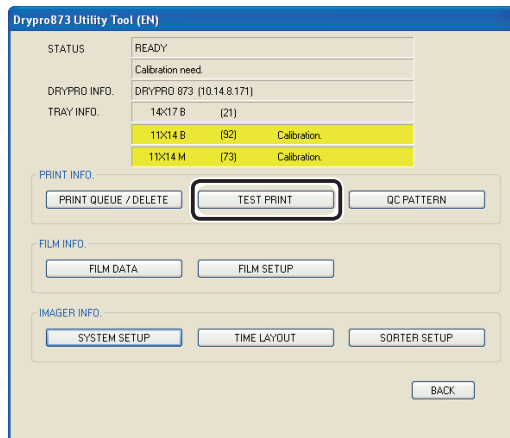 Drypro873 Utility Tool (EN)
STATUS READY
Calibration need.
DRYPRO INFO. DRYPRO 873 (10.14.8.171)
TRAY INFO. 14X17 B (21)
11X14 B (92) Calibration.
11X14 M (73) Calibration.
PRINT INFO.
PRINT QUEUE / DELETE TEST PRINT QC PATTERN
FILM INFO.
FILM DATA FILM SETUP
IMAGER INFO.
SYSTEM SETUP TIME LAYOUT SORTER SETUP
BACK